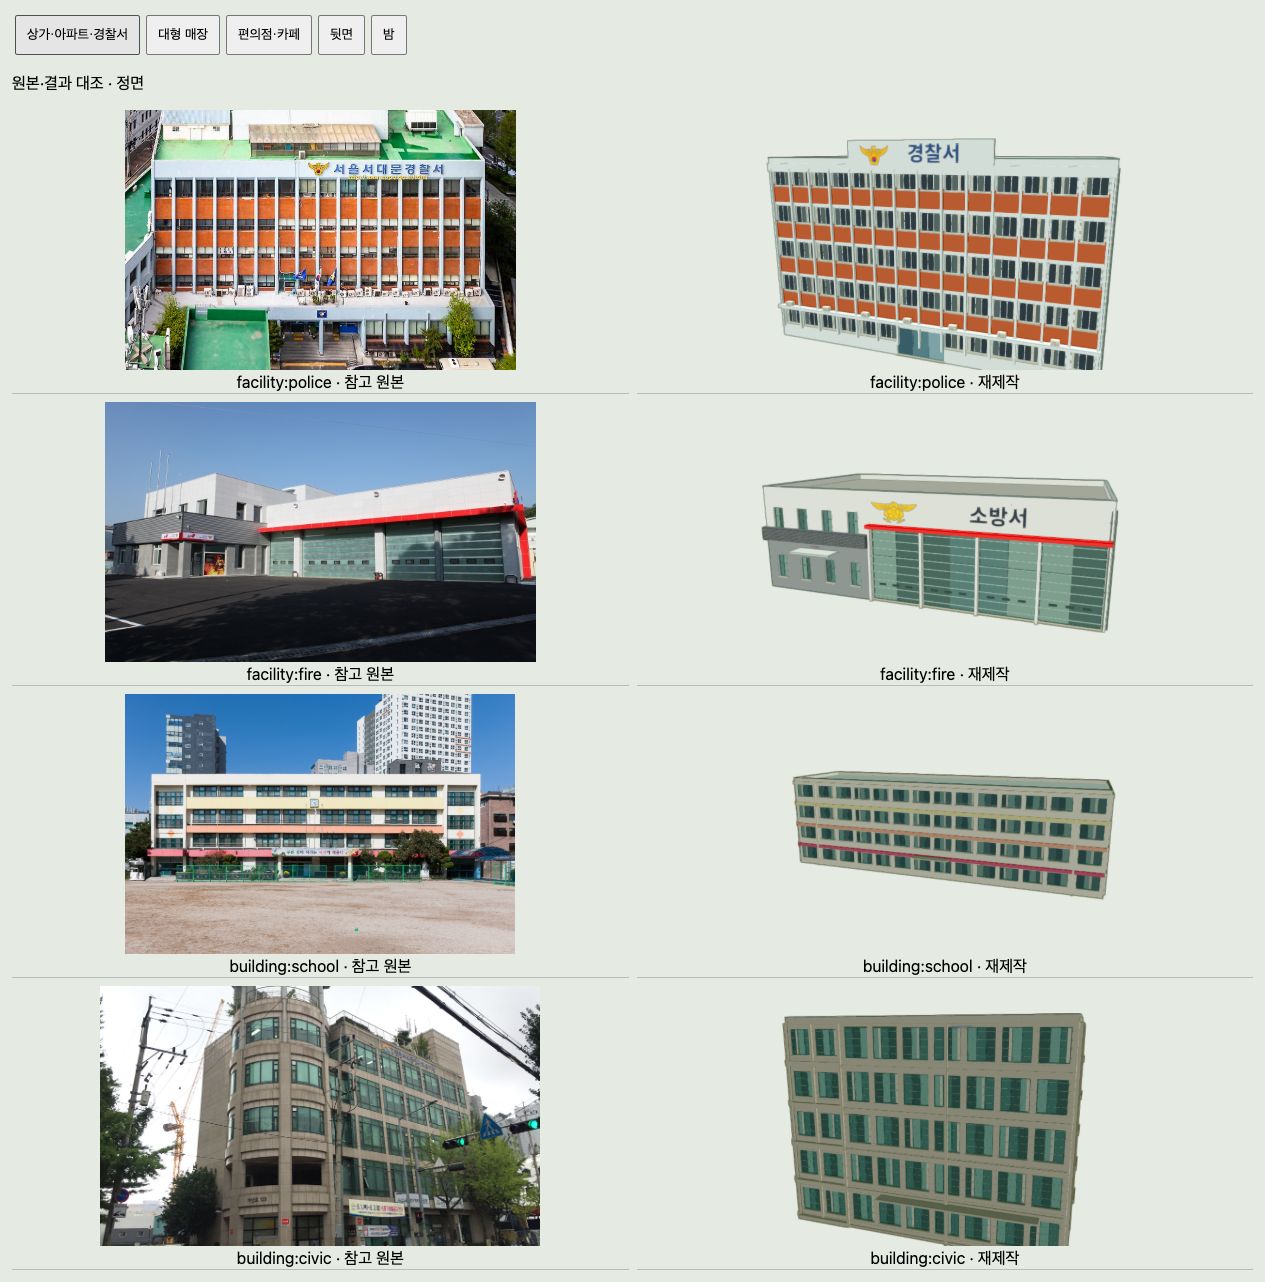 상가·아파트·경찰서
대형 매장
편의점·카페
뒷면
밤
원본·결과 대조 · 정면
서울서대문경찰서
경찰서
facility:police · 참고 원본
facility:police · 재제작
소방서
facility:fire · 참고 원본
facility:fire · 재제작
building:school · 참고 원본
building:school · 재제작
building:civic · 참고 원본
building:civic · 재제작